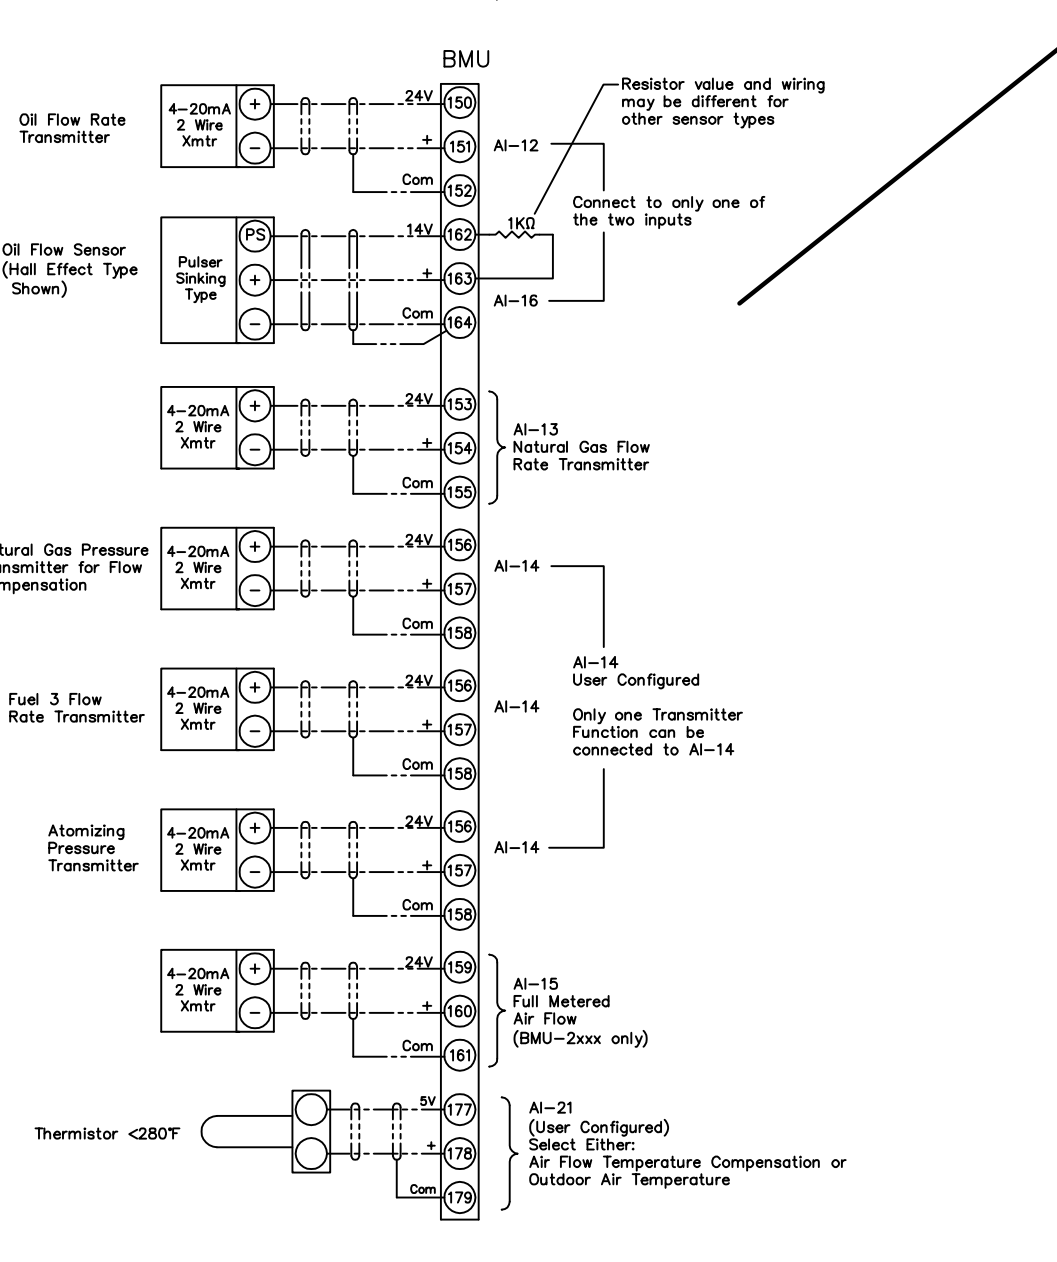 BMU
Oil Flow Rate
Transmitter
4-20mA
2 Wire
Xmtr
+
-
24V
150
+
151
Com
152
AI-12
Resistor value and wiring
may be different for
other sensor types
Connect to only one of
the two inputs
Oil Flow Sensor
(Hall Effect Type
Shown)
Pulser
Sinking
Type
PS
+
-
14V
162
+
163
Com
164
1KΩ
AI-16
4-20mA
2 Wire
Xmtr
+
-
24V
153
+
154
Com
155
AI-13
Natural Gas Flow
Rate Transmitter
tural Gas Pressure
ansmitter for Flow
mpensation
4-20mA
2 Wire
Xmtr
+
-
24V
156
+
157
Com
158
AI-14
AI-14
User Configured
Only one Transmitter
Function can be
connected to AI-14
Fuel 3 Flow
Rate Transmitter
4-20mA
2 Wire
Xmtr
+
-
24V
156
+
157
Com
158
AI-14
Atomizing
Pressure
Transmitter
4-20mA
2 Wire
Xmtr
+
-
24V
156
+
157
Com
158
AI-14
4-20mA
2 Wire
Xmtr
+
-
24V
159
+
160
Com
161
AI-15
Full Metered
Air Flow
(BMU-2xxx only)
Thermistor <280°F
5V
177
+
178
Com
179
AI-21
(User Configured)
Select Either:
Air Flow Temperature Compensation or
Outdoor Air Temperature